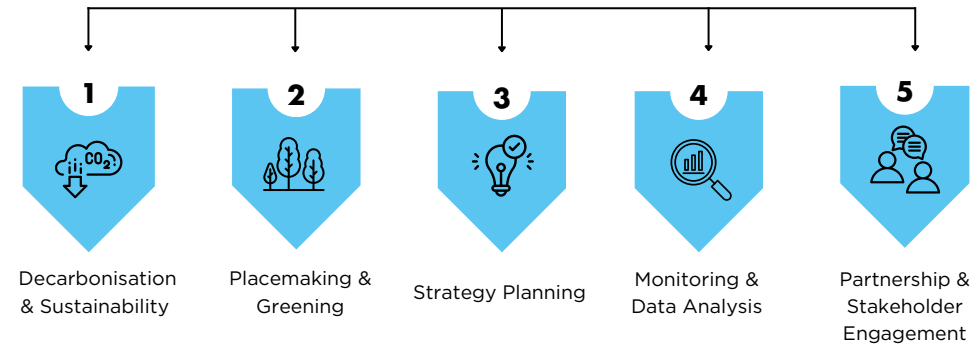 1
2
3
4
5
CO2
Decarbonisation
& Sustainability
Placemaking &
Greening
Strategy Planning
Monitoring &
Data Analysis
Partnership &
Stakeholder
Engagement